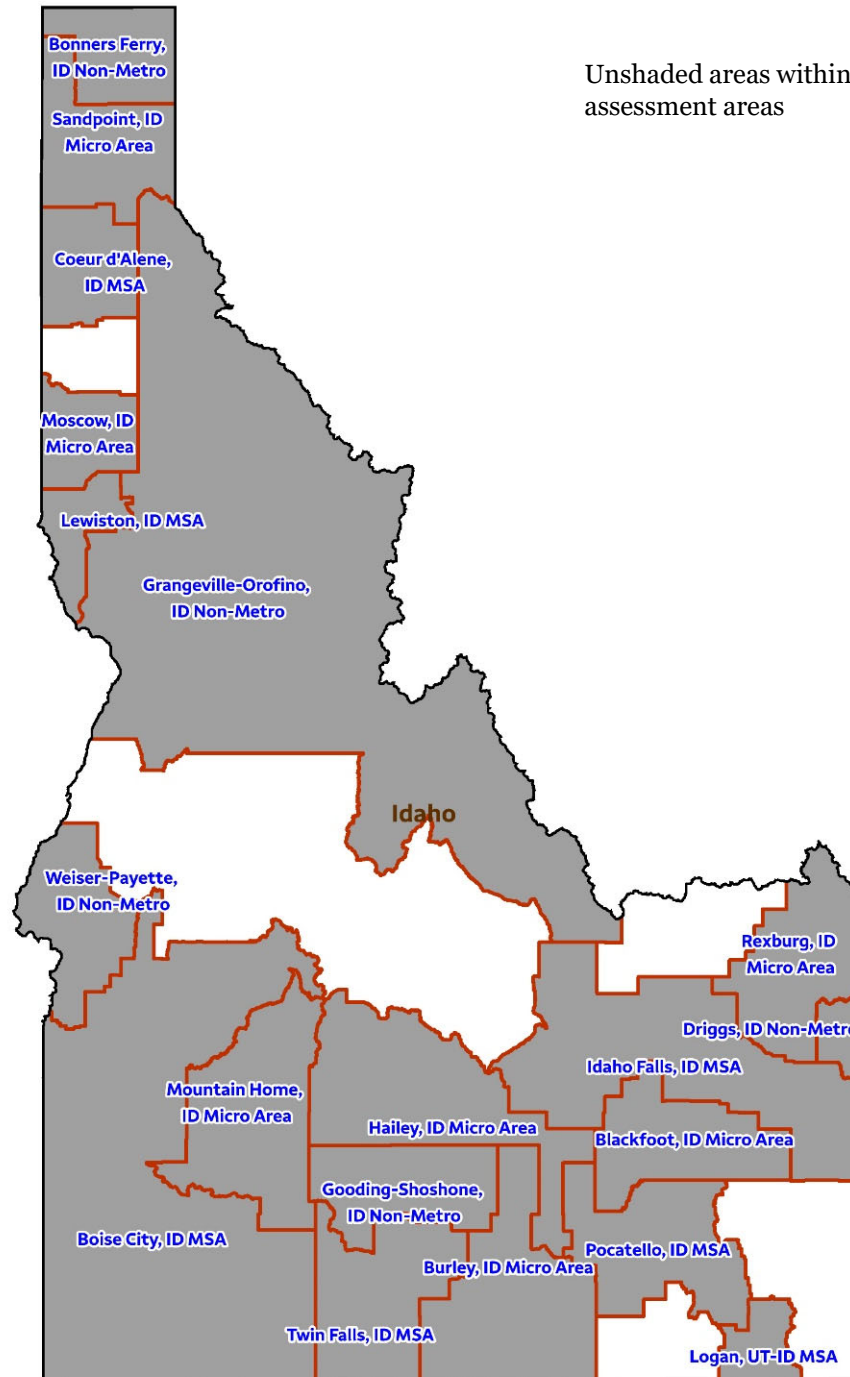 Bonners Ferry,
ID Non-Metro
Unshaded areas within
assessment areas
Sandpoint, ID
Micro Area
Coeur d'Alene,
ID MSA
Moscow, ID
Micro Area
Lewiston, ID MSA
Grangeville-Orofino,
ID Non-Metro
Idaho
Weiser-Payette,
ID Non-Metro
Rexburg, ID
Micro Area
Driggs, ID Non-Metro
Idaho Falls, ID MSA
Mountain Home,
ID Micro Area
Hailey, ID Micro Area
Blackfoot, ID Micro Area
Gooding-Shoshone,
ID Non-Metro
Boise City, ID MSA
Pocatello, ID MSA
Burley, ID Micro Area
Twin Falls, ID MSA
Logan, UT-ID MSA